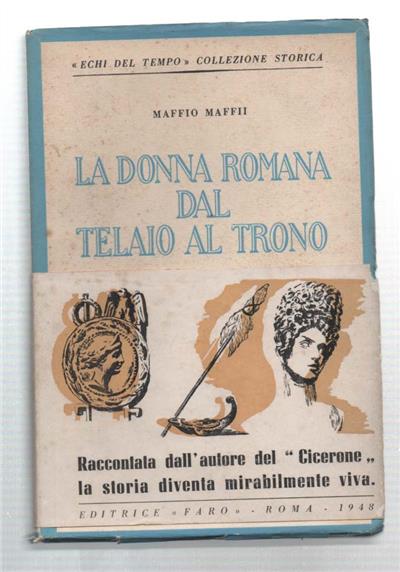 « ECHI DEL TEMPO » COLLEZIONE STORICA
MAFFIO MAFFII
LA DONNA ROMANA
DAL
TELAIO AL TRONO
Raccontata dall'autore del “ Cicerone „
la storia diventa mirabilmente viva.
EDITRICE « FARO » - ROMA - 1948